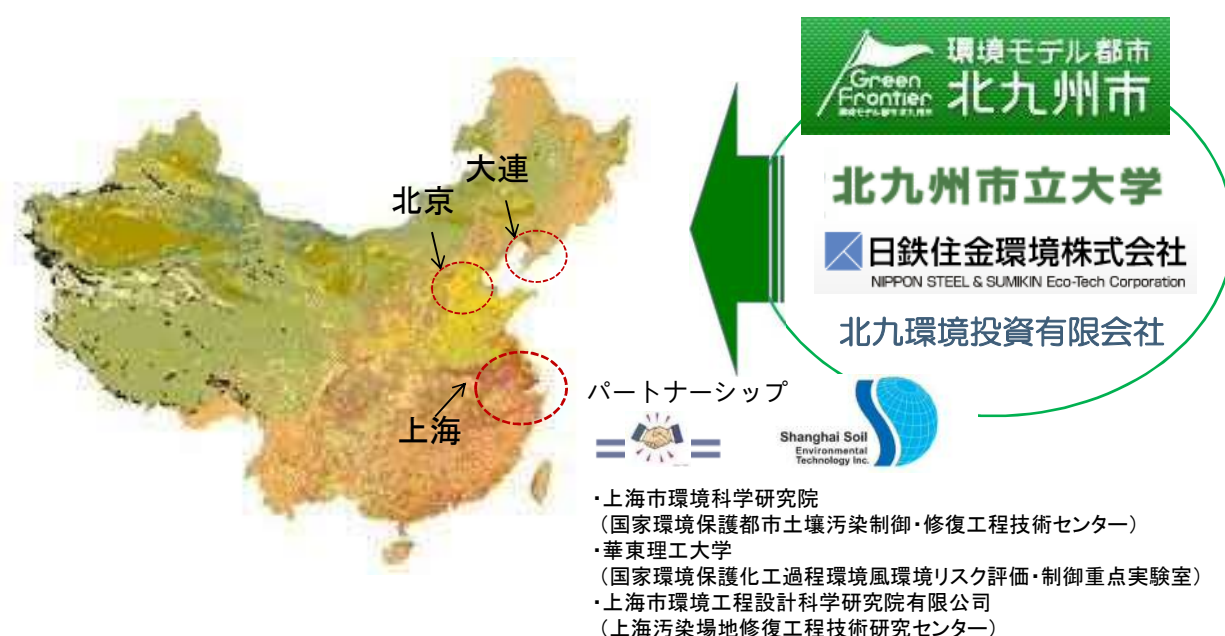 環境モデル都市
Green
Frontier
北九州市
北九州市立大学
日鉄住金環境株式会社
NIPPON STEEL & SUMIKIN Eco-Tech Corporation
北九環境投資有限会社
大連
北京
上海
パートナーシップ
Shanghai Soil
Environmental
Technology Inc.
・上海市環境科学研究院
(国家環境保護都市土壌汚染制御・修復工程技術センター)
・華東理工大学
(国家環境保護化工過程環境風環境リスク評価・制御重点実験室)
・上海市環境工程設計科学研究院有限公司
(上海汚染場地修復工程技術研究センター)